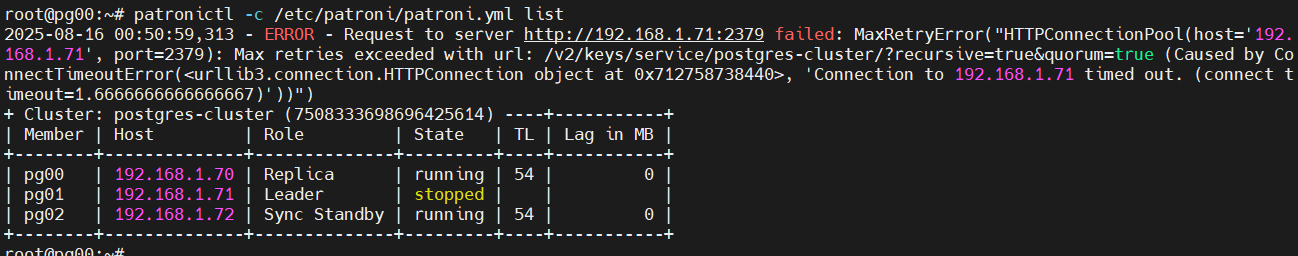 root@pg00:~# patronictl -c /etc/patroni/patroni.yml list
2025-08-16 00:50:59,313 - ERROR - Request to server http://192.168.1.71:2379 failed: MaxRetryError("HTTPConnectionPool(host='192.
168.1.71', port=2379): Max retries exceeded with url: /v2/keys/service/postgres-cluster/?recursive=true&quorum=true (Caused by Co
nnectTimeoutError(<urllib3.connection.HTTPConnection object at 0x712758738440>, 'Connection to 192.168.1.71 timed out. (connect t
imeout=1.6666666666666667)'))")
+ Cluster: postgres-cluster (7508333698696425614) ----+-----------+
| Member | Host         | Role         | State   | TL | Lag in MB |
+--------+--------------+--------------+---------+----+-----------+
| pg00   | 192.168.1.70 | Replica      | running | 54 |         0 |
| pg01   | 192.168.1.71 | Leader       | stopped |    |           |
| pg02   | 192.168.1.72 | Sync Standby | running | 54 |         0 |
+--------+--------------+--------------+---------+----+-----------+
root@pg00:~#